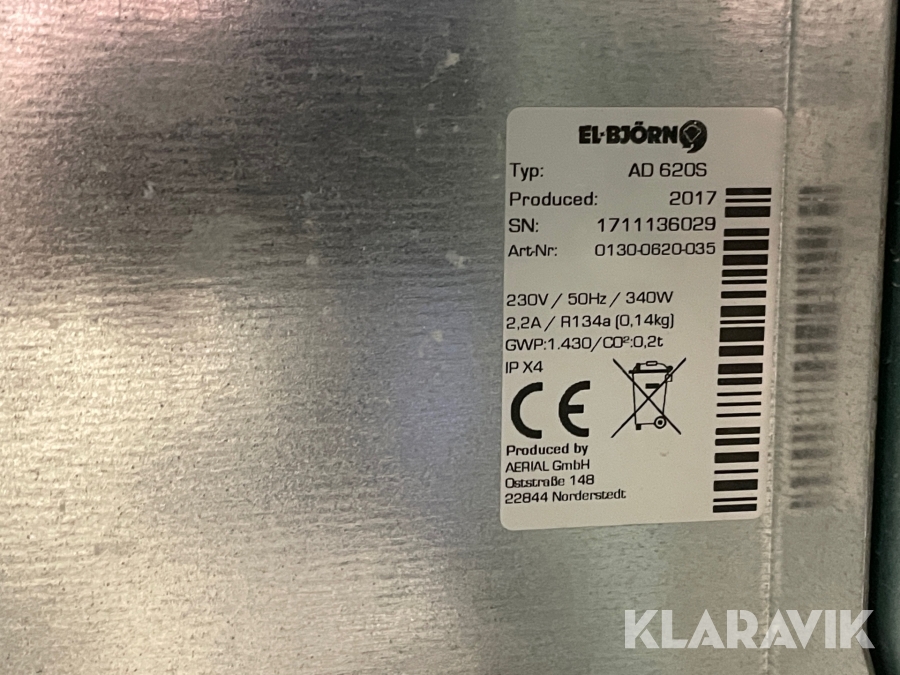 EL·BJÖRN
Typ: AD 620S
Produced: 2017
SN: 1711136029
Art-Nr: 0130-0620-035
230V / 50Hz / 340W
2,2A / R134a (0,14kg)
GWP:1.430/CO²:0,2t
IP X4
CE
Produced by
AERIAL GmbH
Oststraße 148
22844 Norderstedt
KLARAVIK